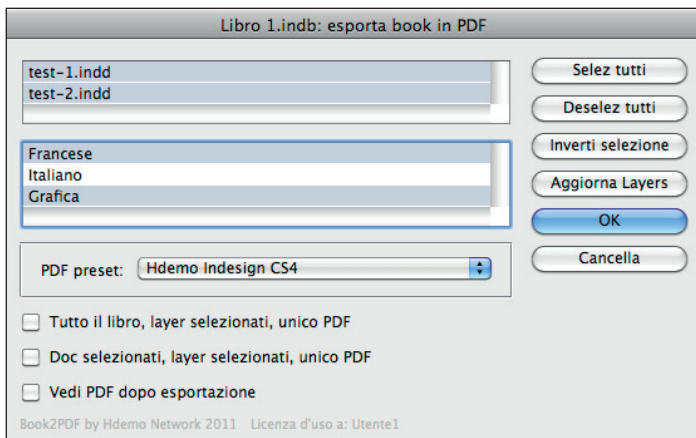 Libro 1.indb: esporta book in PDF
test-1.indd
test-2.indd
Francese
Italiano
Grafica
PDF preset: Hdemo Indesign CS4
Tutto il libro, layer selezionati, unico PDF
Doc selezionati, layer selezionati, unico PDF
Vedi PDF dopo esportazione
Book2PDF by Hdemo Network 2011 Licenza d'uso a: Utente1
Selez tutti
Deselez tutti
Inverti selezione
Aggiorna Layers
OK
Cancella